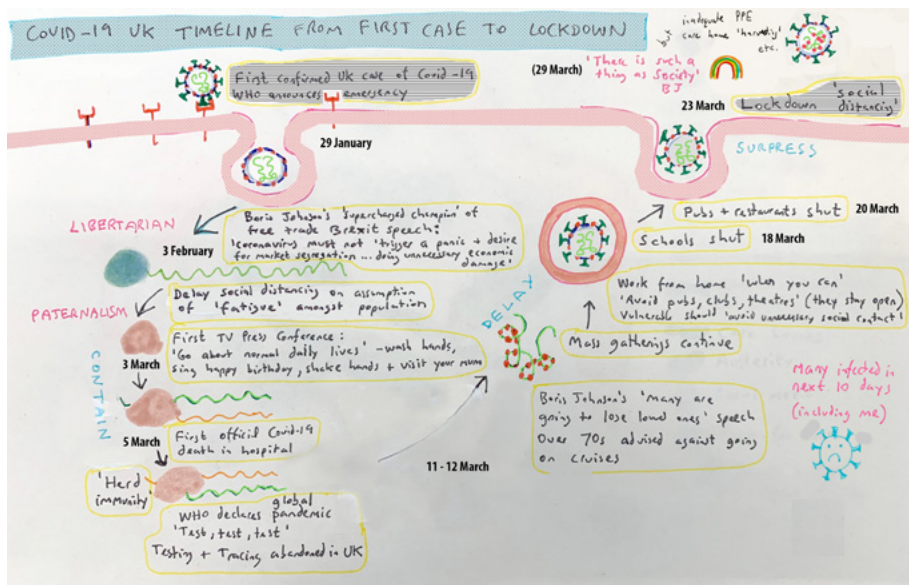 COVID-19 UK TIMELINE FROM FIRST CASE TO LOCKDOWN
First confirmed UK case of Covid-19
WHO announces emergency
29 January
LIBERTARIAN
3 February
Boris Johnson's 'supercharged champion' of
free trade Brexit speech:
'coronavirus must not 'trigger a panic + desire
for market segregation ... doing unnecessary economic
damage'
PATERNALISM
Delay social distancing on assumption
of 'fatigue' amongst population
CONTAIN
3 March
First TV Press Conference:
'Go about normal daily lives' - wash hands,
sing happy birthday, shake hands + visit your mums
5 March
First official Covid-19
death in hospital
'Herd
immunity'
WHO declares global
pandemic
'Test, test, test'
Testing + Tracing abandoned in UK
11 - 12 March
DELAY
Boris Johnson's 'many are
going to lose loved ones' speech
Over 70s advised against going
on cruises
Mass gatherings continue
Work from home 'when you can'
'Avoid pubs, clubs, theatres' (they stay open)
Vulnerable should 'avoid unnecessary social contact'
Schools shut
18 March
Pubs + restaurants shut
20 March
SURPRESS
23 March
Lockdown 'social
distancing'
(29 March)
'There is such a
thing as Society'
BJ
but
inadequate PPE
care home
etc.
Many infected in
next 10 days
(including me)